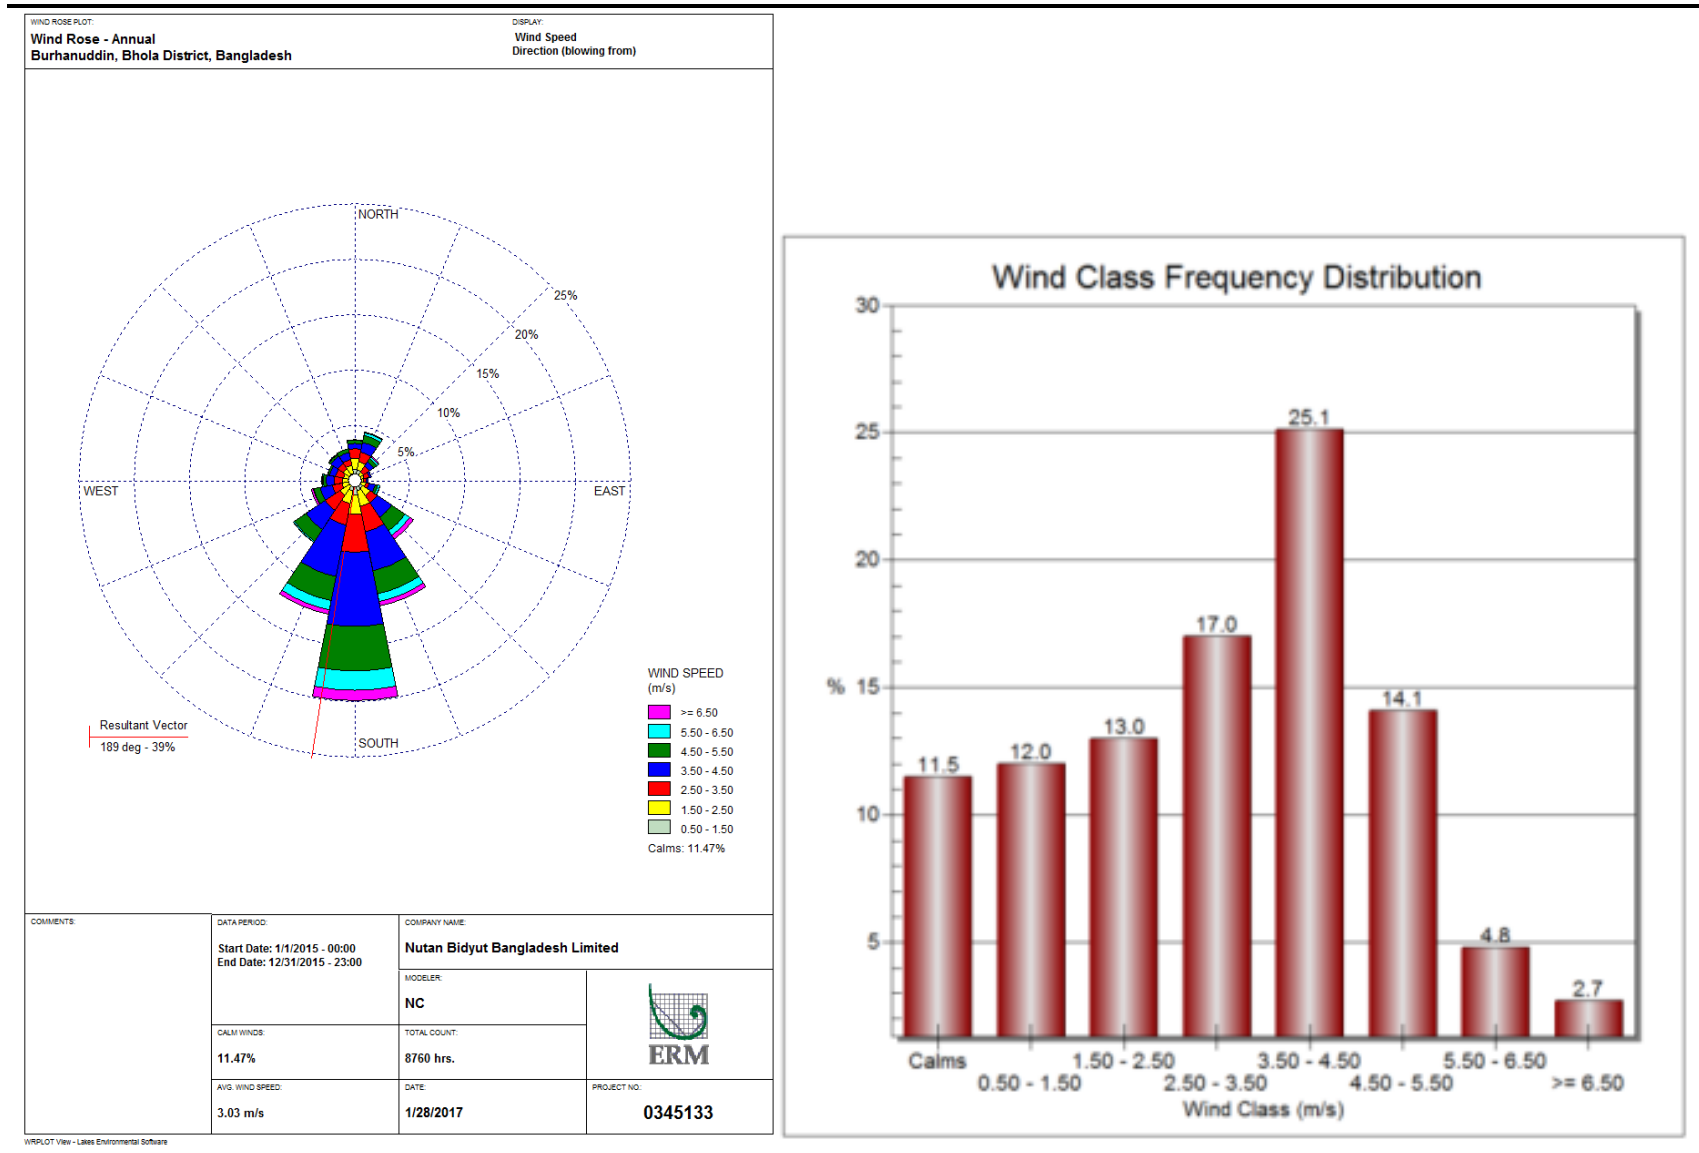 WIND ROSE PLOT:
Wind Rose - Annual
Burhanuddin, Bhola District, Bangladesh
DISPLAY:
Wind Speed
Direction (blowing from)
NORTH
25%
20%
15%
10%
5%
WEST
EAST
SOUTH
Resultant Vector
189 deg - 39%
WIND SPEED
(m/s)
>= 6.50
5.50 - 6.50
4.50 - 5.50
3.50 - 4.50
2.50 - 3.50
1.50 - 2.50
0.50 - 1.50
Calms: 11.47%
COMMENTS:
DATA PERIOD:
Start Date: 1/1/2015 - 00:00
End Date: 12/31/2015 - 23:00
COMPANY NAME:
Nutan Bidyut Bangladesh Limited
MODELER:
NC
CALM WINDS:
11.47%
TOTAL COUNT:
8760 hrs.
ERM
AVG. WIND SPEED:
3.03 m/s
DATE:
1/28/2017
PROJECT NO.:
0345133
WRPLOT View - Lakes Environmental Software
Wind Class Frequency Distribution
30
25
20
% 15
10
5
11.5
12.0
13.0
17.0
25.1
14.1
4.8
2.7
Calms
0.50 - 1.50
1.50 - 2.50
2.50 - 3.50
3.50 - 4.50
4.50 - 5.50
5.50 - 6.50
>= 6.50
Wind Class (m/s)